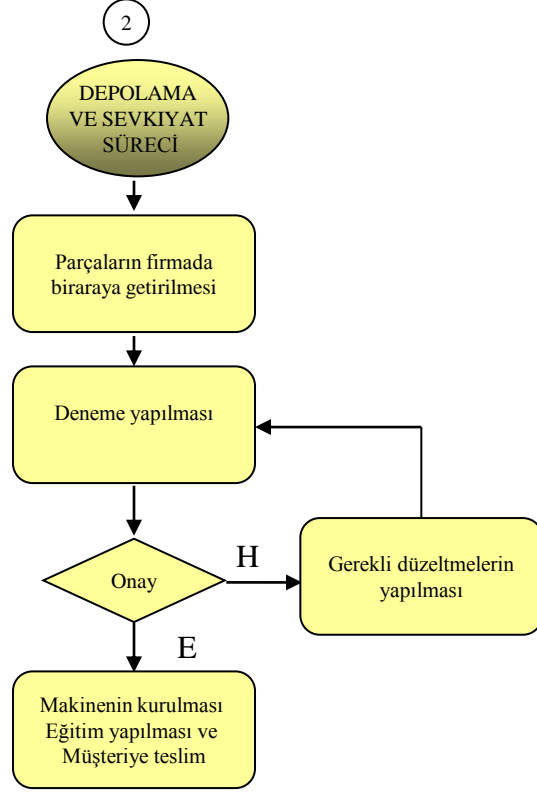 2
DEPOLAMA
VE SEVKIYAT
SÜRECİ
Parçaların firmada
biraraya getirilmesi
Deneme yapılması
Onay
H
Gerekli düzeltmelerin
yapılması
E
Makinenin kurulması
Eğitim yapılması ve
Müşteriye teslim